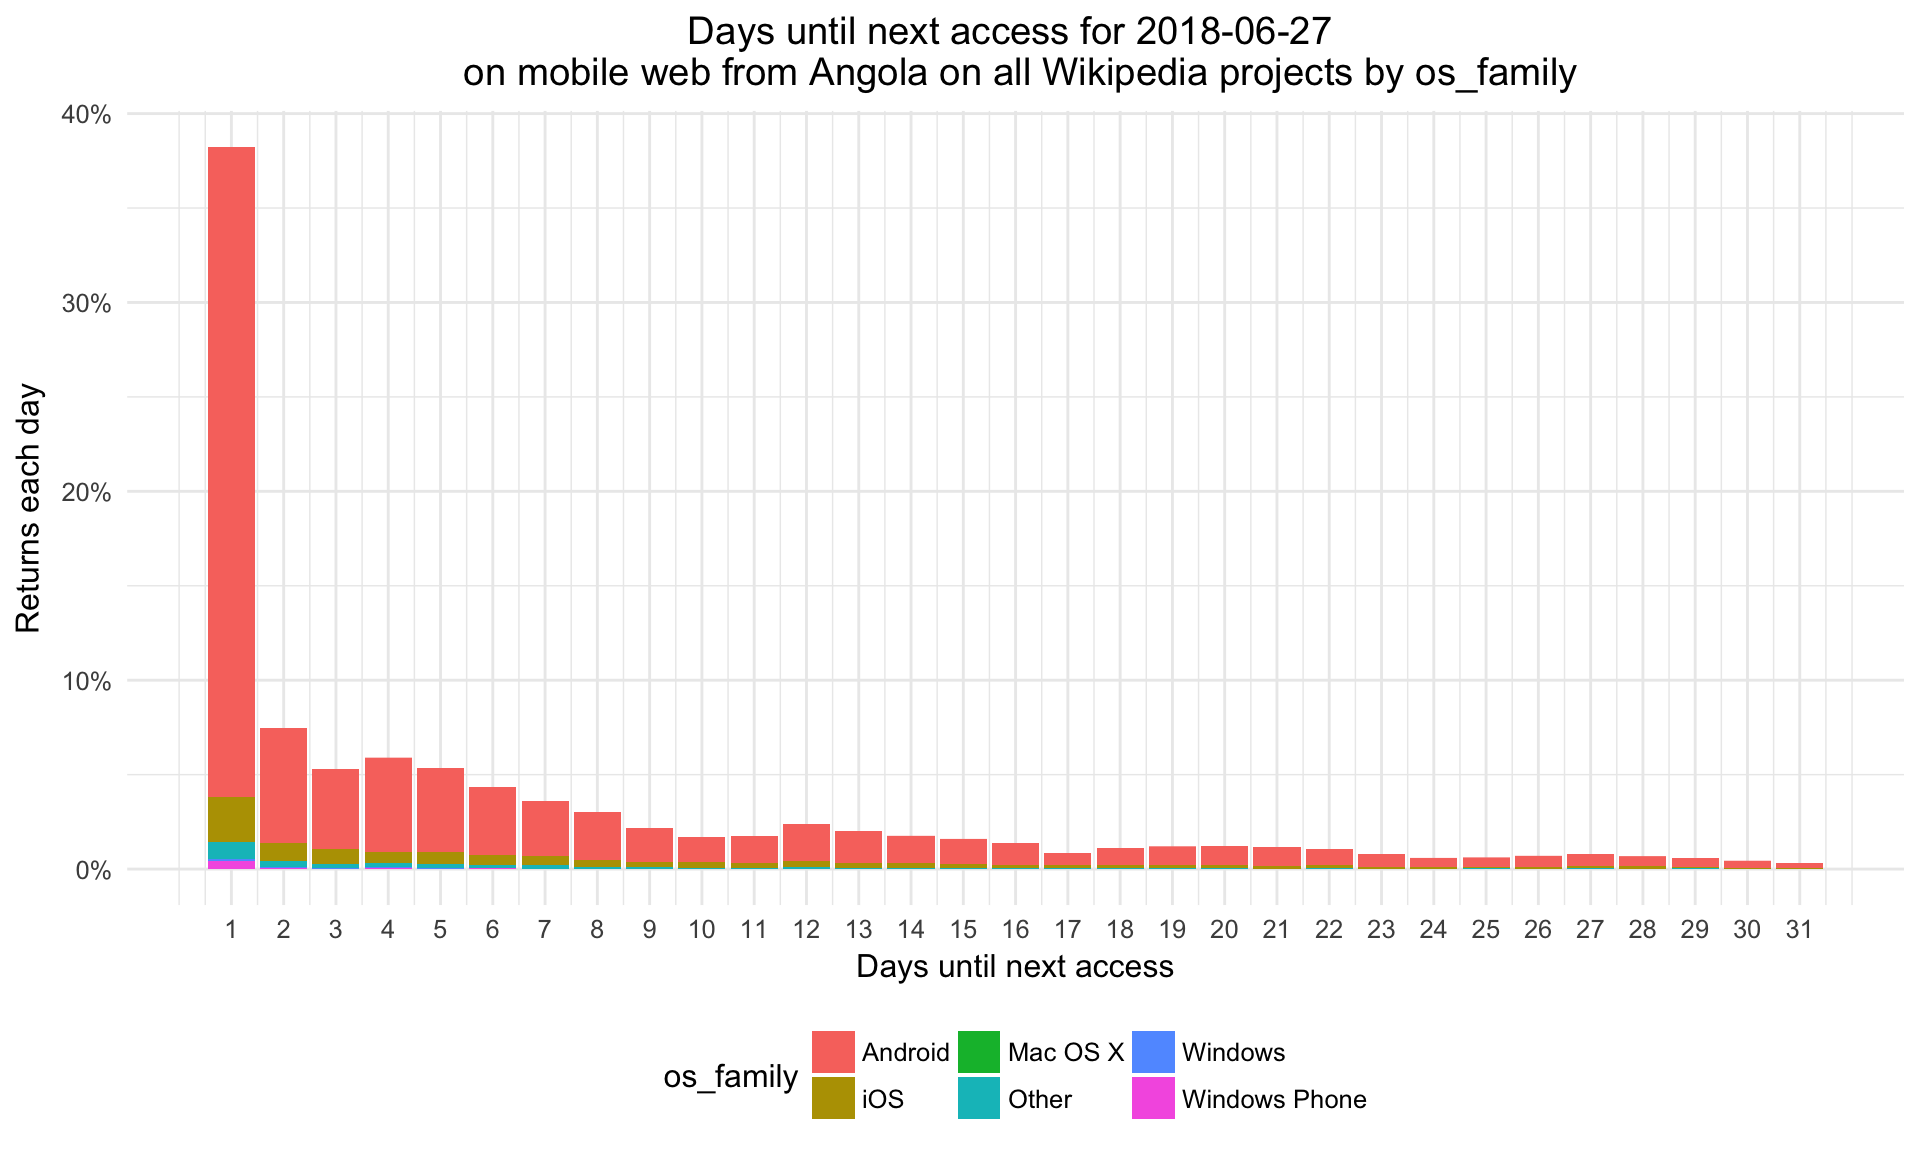 Days until next access for 2018-06-27
on mobile web from Angola on all Wikipedia projects by os_family
40%
30%
20%
10%
0%
Returns each day
1 2 3 4 5 6 7 8 9 10 11 12 13 14 15 16 17 18 19 20 21 22 23 24 25 26 27 28 29 30 31
Days until next access
os_family
Android Mac OS X Windows
iOS Other Windows Phone